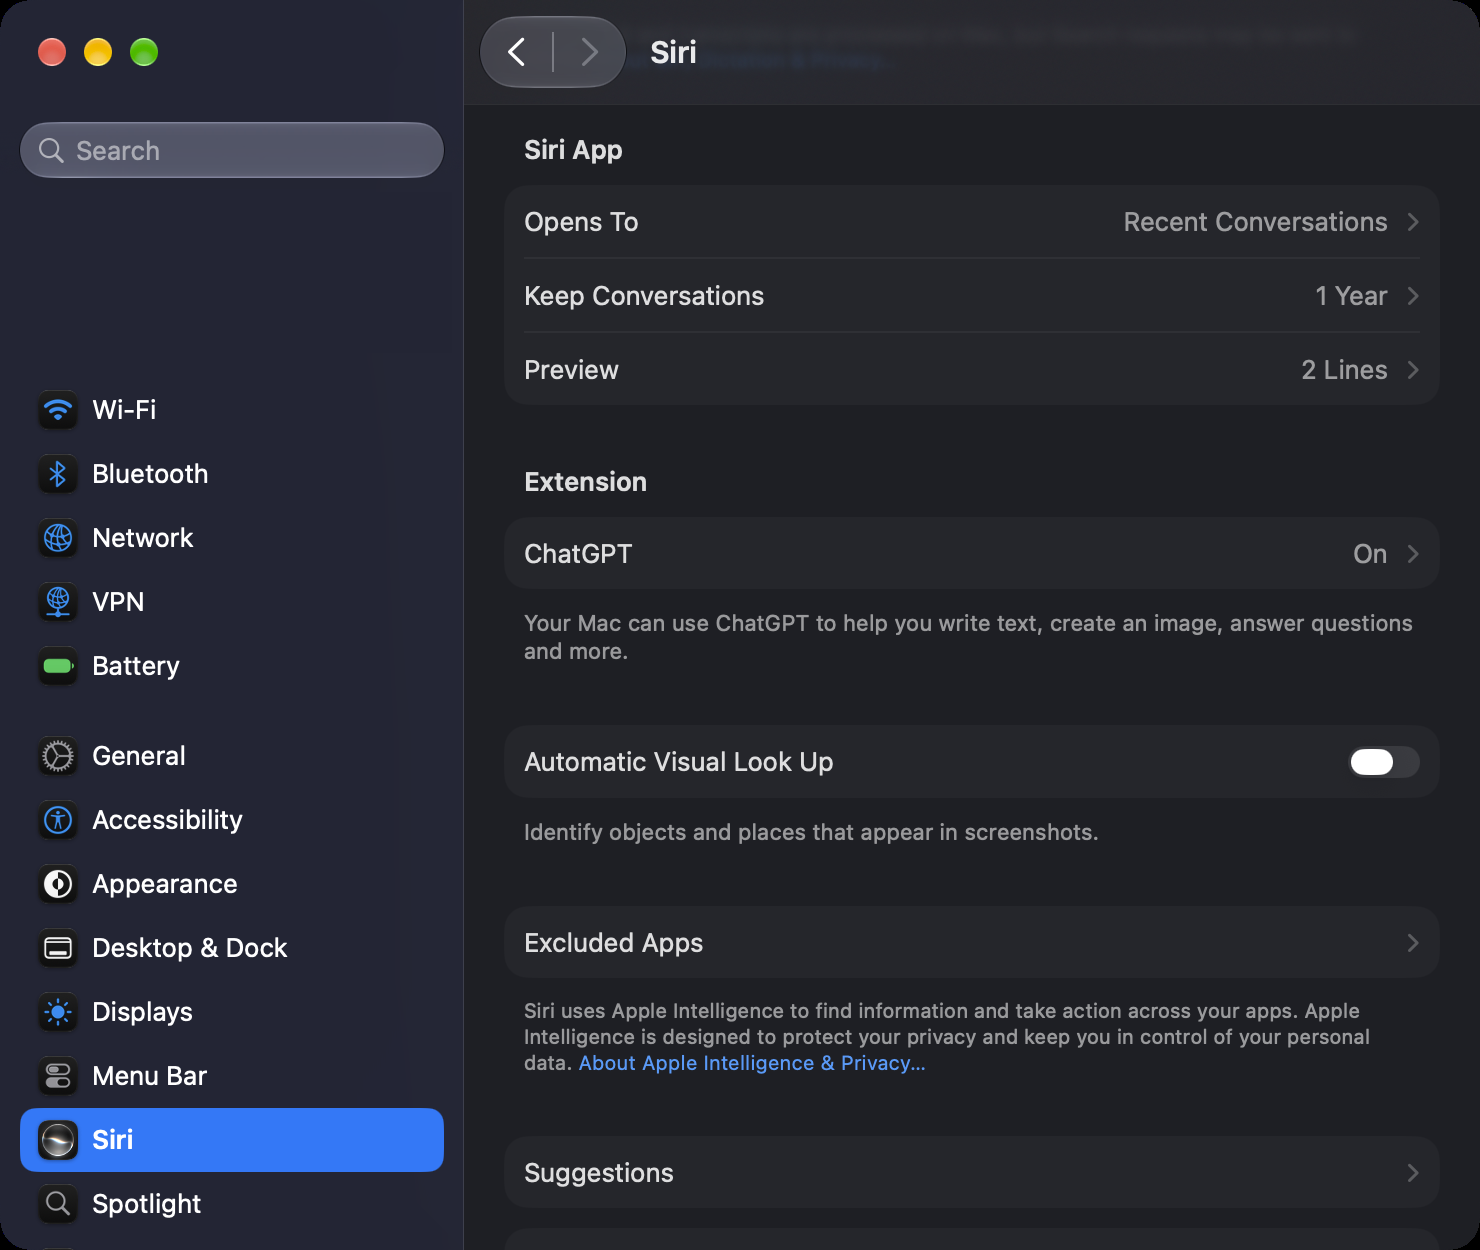 Siri
Search
Wi-Fi
Bluetooth
Network
VPN
Battery
General
Accessibility
Appearance
Desktop & Dock
Displays
Menu Bar
Siri
Spotlight
Siri App
Opens To Recent Conversations
Keep Conversations 1 Year
Preview 2 Lines
Extension
ChatGPT On
Your Mac can use ChatGPT to help you write text, create an image, answer questions
and more.
Automatic Visual Look Up
Identify objects and places that appear in screenshots.
Excluded Apps
Siri uses Apple Intelligence to find information and take action across your apps. Apple
Intelligence is designed to protect your privacy and keep you in control of your personal
data. About Apple Intelligence & Privacy...
Suggestions